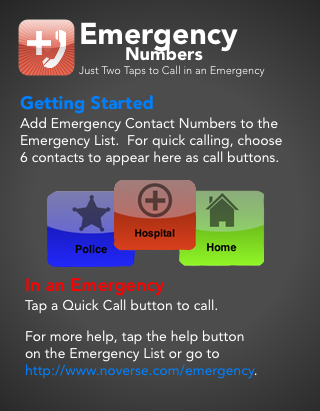 Emergency
Numbers
Just Two Taps to Call in an Emergency
Getting Started
Add Emergency Contact Numbers to the
Emergency List.  For quick calling, choose
6 contacts to appear here as call buttons.
Police
Hospital
Home
In an Emergency
Tap a Quick Call button to call.
For more help, tap the help button
on the Emergency List or go to
http://www.noverse.com/emergency.